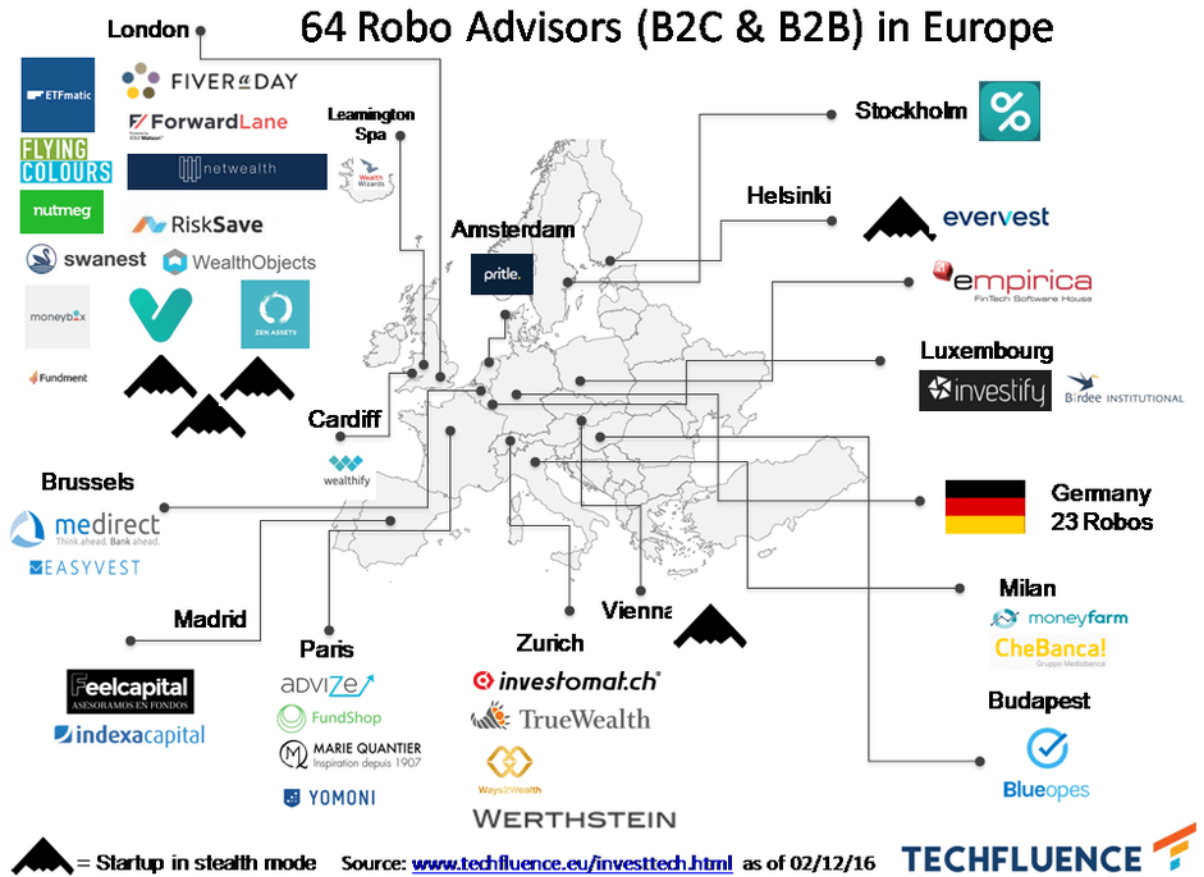 64 Robo Advisors (B2C & B2B) in Europe
London
ETFmatic
FIVER a DAY
ForwardLane
FLYING
COLOURS
netwealth
nutmeg
RiskSave
swanest
WealthObjects
moneybox
ZEN ASSETS
Fundment
Leamington
Spa
Wealth
Wizards
Amsterdam
pritle.
Stockholm
Helsinki
evervest
empirica
FinTech Software House
Luxembourg
investify
Birdee INSTITUTIONAL
Cardiff
wealthify
Brussels
medirect
Think ahead. Bank ahead.
EASYVEST
Germany
23 Robos
Madrid
Feelcapital
ASESORAMOS EN FONDOS
indexacapital
Paris
ADVIZE
FundShop
MARIE QUANTIER
Inspiration depuis 1907
YOMONI
Zurich
investomat.ch
TrueWealth
Ways2Wealth
WERTHSTEIN
Vienna
Milan
moneyfarm
CheBanca!
Gruppo Mediobanca
Budapest
Blueopes
= Startup in stealth mode
Source: www.techfluence.eu/investtech.html as of 02/12/16
TECHFLUENCE